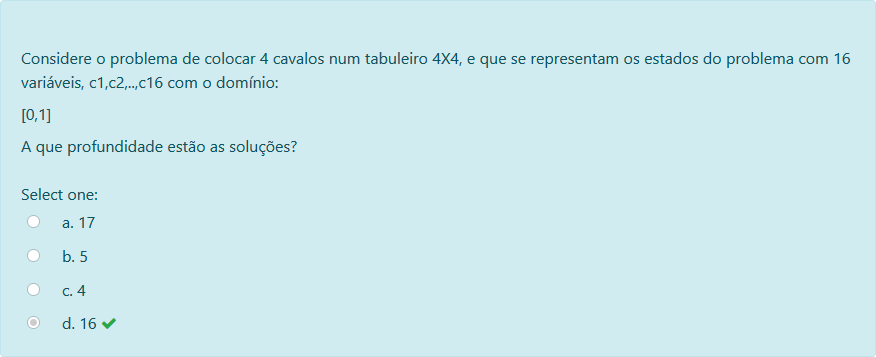 Considere o problema de colocar 4 cavalos num tabuleiro 4X4, e que se representam os estados do problema com 16
variáveis, c1,c2,..,c16 com o domínio:
[0,1]
A que profundidade estão as soluções?
Select one:
a. 17
b. 5
c. 4
d. 16